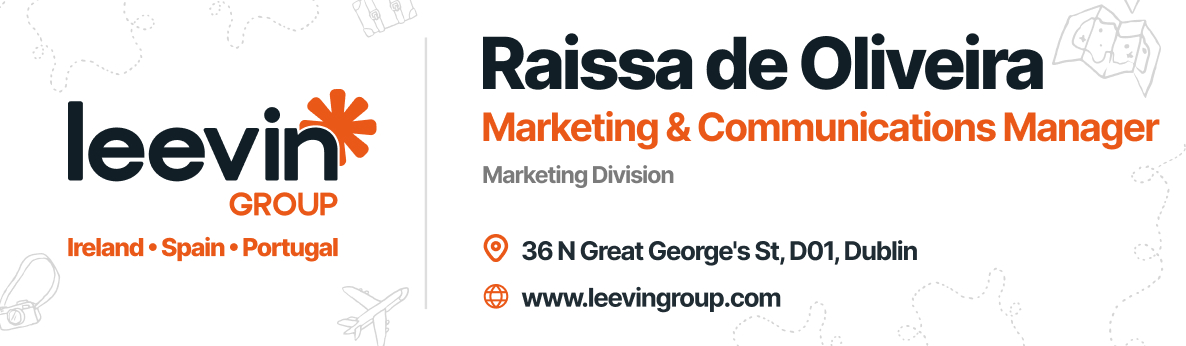 leevin
GROUP
Ireland • Spain • Portugal
Raissa de Oliveira
Marketing & Communications Manager
Marketing Division
36 N Great George's St, D01, Dublin
www.leevingroup.com